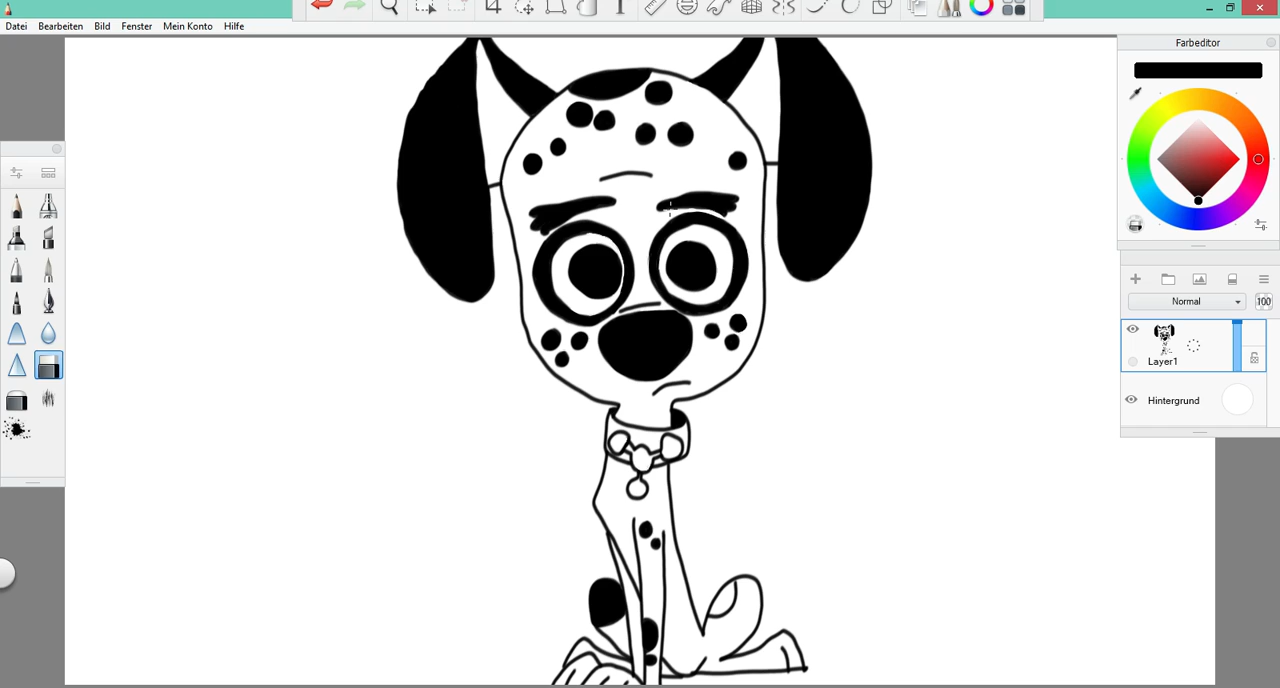 Datei Bearbeiten Bild Fenster Mein Konto Hilfe
Farbeditor
Normal 100
Layer1
Hintergrund